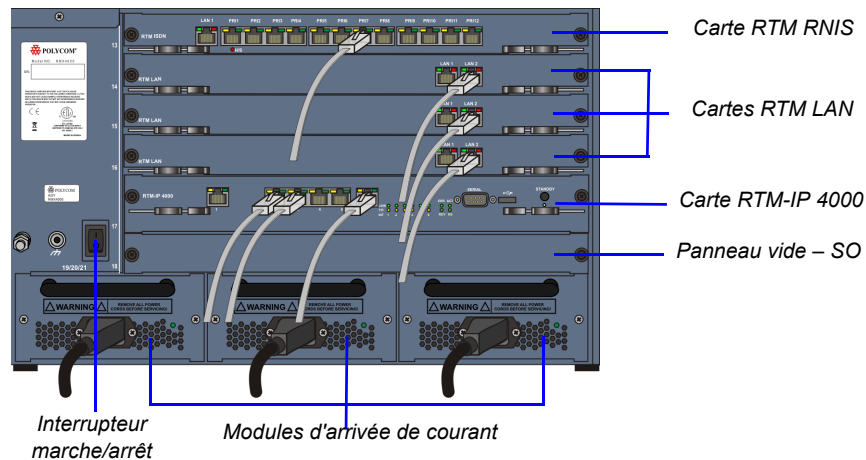 LAN 1 PRI1 PRI2 PRI3 PRI4 PRI5 PRI6 PRI7 PRI8 PRI9 PRI10 PRI11 PRI12
RTM ISDN
Carte RTM RNIS
POLYCOM
13
LAN 1 LAN 2
RTM LAN
14
LAN 1 LAN 2
RTM LAN
Cartes RTM LAN
15
LAN 1 LAN 2
RTM LAN
16
POLYCOM
RTM-IP 4000
SERIAL
STANDBY
Carte RTM-IP 4000
17
Panneau vide – SO
18
19/20/21
WARNING REMOVE ALL POWER CORDS BEFORE SERVICING!
WARNING REMOVE ALL POWER CORDS BEFORE SERVICING!
WARNING REMOVE ALL POWER CORDS BEFORE SERVICING!
Interrupteur
marche/arrêt
Modules d'arrivée de courant